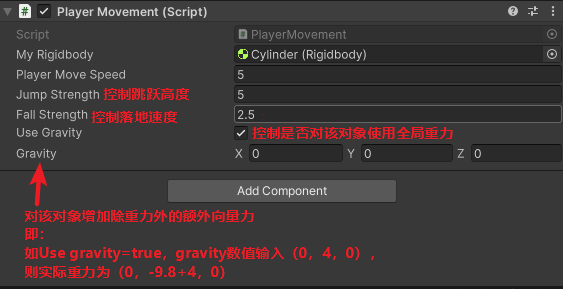 Player Movement (Script)
Script PlayerMovement
My Rigidbody Cylinder (Rigidbody)
Player Move Speed 5
Jump Strength 控制跳跃高度 5
Fall Strength 控制落地速度 2.5
Use Gravity 控制是否对该对象使用全局重力
Gravity X 0 Y 0 Z 0
Add Component
对该对象增加除重力外的额外向量力
即：
如Use gravity=true，gravity数值输入（0，4，0），
则实际重力为（0，-9.8+4，0）